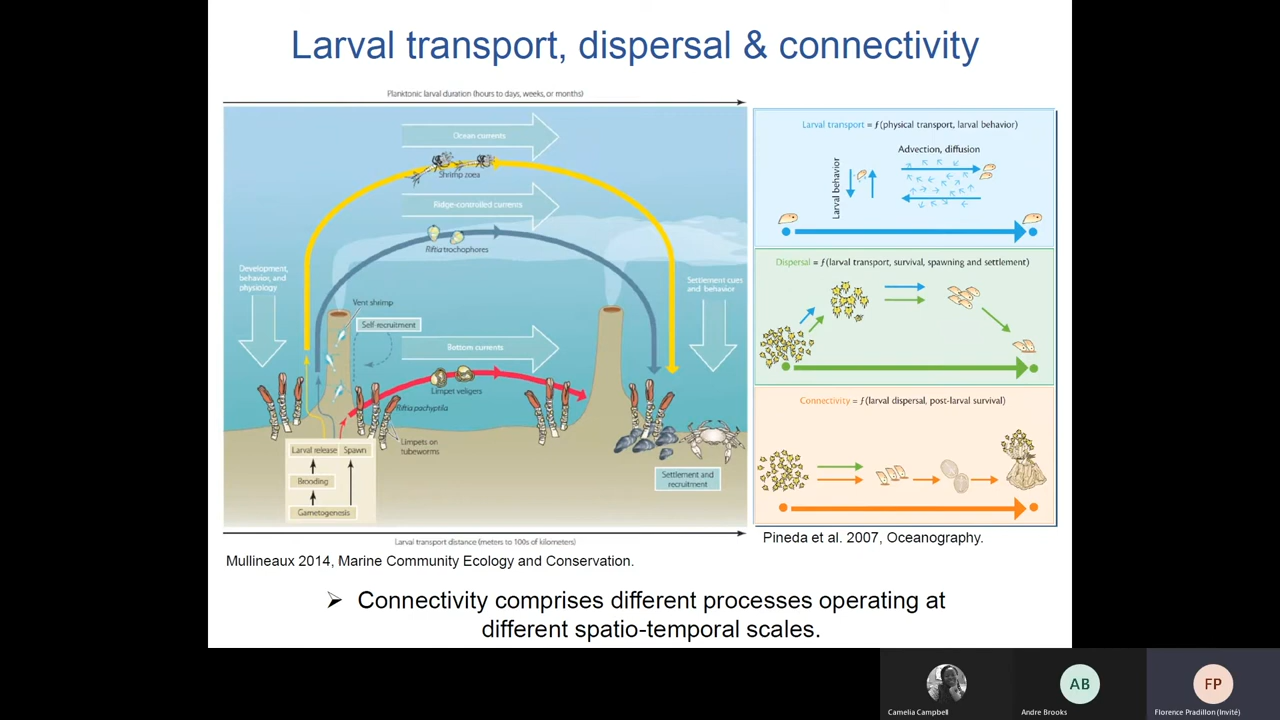 Larval transport, dispersal & connectivity
Planktonic larval duration (hours to days, weeks, or months)
Ocean currents
Shrimp zoea
Ridge-controlled currents
Riftia trochophores
Development,
behavior, and
physiology
Settlement cues
and behavior
Vent shrimp
Self-recruitment
Bottom currents
Limpet veligers
Riftia pachyptila
Limpets on
tubeworms
Larval release
Spawn
Brooding
Gametogenesis
Settlement and
recruitment
Larval transport distance (meters to 100s of kilometers)
Mullineaux 2014, Marine Community Ecology and Conservation.
Larval transport = ƒ(physical transport, larval behavior)
Advection, diffusion
Larval behavior
Dispersal = ƒ(larval transport, survival, spawning and settlement)
Connectivity = ƒ(larval dispersal, post-larval survival)
Pineda et al. 2007, Oceanography.
➢ Connectivity comprises different processes operating at
different spatio-temporal scales.
Camelia Campbell
AB
Andre Brooks
FP
Florence Pradillon (Invité)